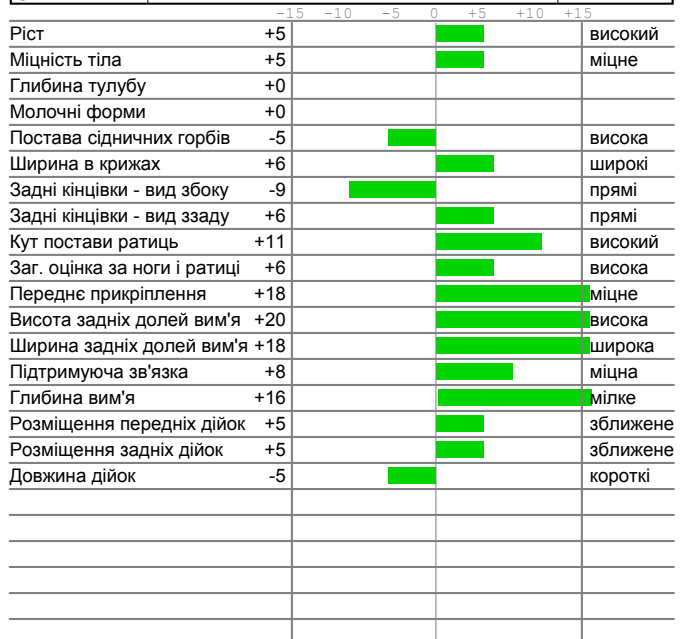 -15 -10 -5 0 +5 +10 +15
Ріст +5 високий
Міцність тіла +5 міцне
Глибина тулубу +0
Молочні форми +0
Постава сідничних горбів -5 висока
Ширина в крижах +6 широкі
Задні кінцівки - вид збоку -9 прямі
Задні кінцівки - вид ззаду +6 прямі
Кут постави ратиць +11 високий
Заг. оцінка за ноги і ратиці +6 висока
Переднє прикріплення +18 міцне
Висота задніх долей вим'я +20 висока
Ширина задніх долей вим'я +18 широка
Підтримуюча зв'язка +8 міцна
Глибина вим'я +16 мілке
Розміщення передніх дійок +5 зближене
Розміщення задніх дійок +5 зближене
Довжина дійок -5 короткі